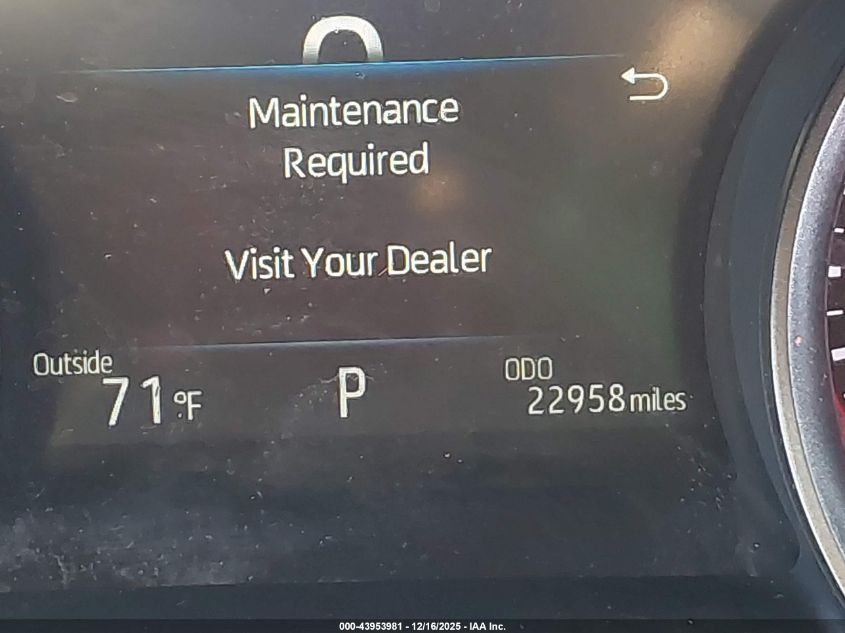 Maintenance
Required
Visit Your Dealer
Outside
71°F
P
ODO
22958 miles
000-43953981 - 12/16/2025 - IAA Inc.